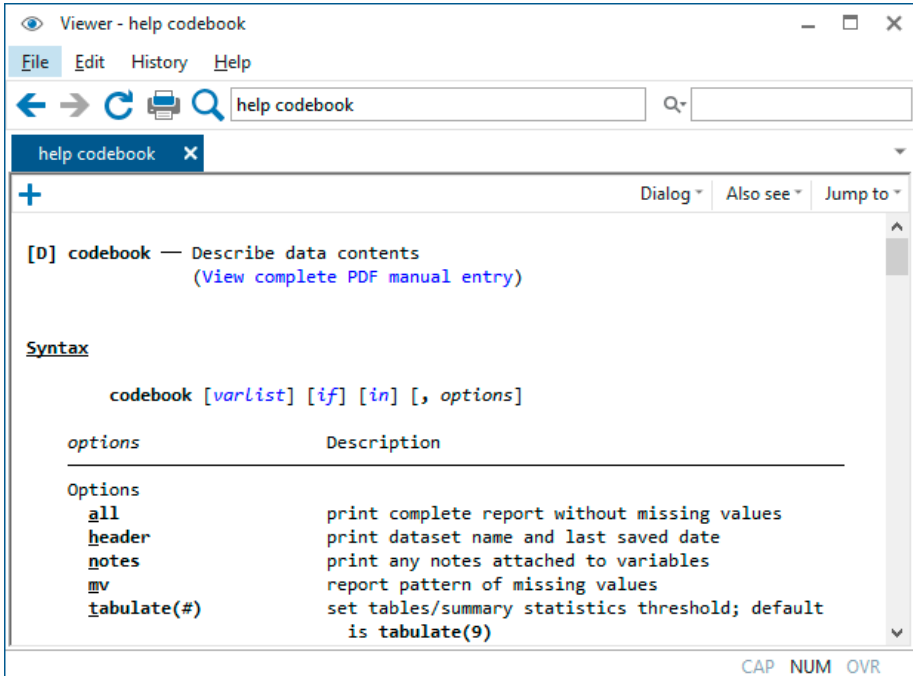 Viewer - help codebook
File Edit History Help
help codebook
help codebook
Dialog Also see Jump to
[D] codebook — Describe data contents
(View complete PDF manual entry)
Syntax
codebook [varlist] [if] [in] [, options]
options Description
Options
all print complete report without missing values
header print dataset name and last saved date
notes print any notes attached to variables
mv report pattern of missing values
tabulate(#) set tables/summary statistics threshold; default
is tabulate(9)
CAP NUM OVR